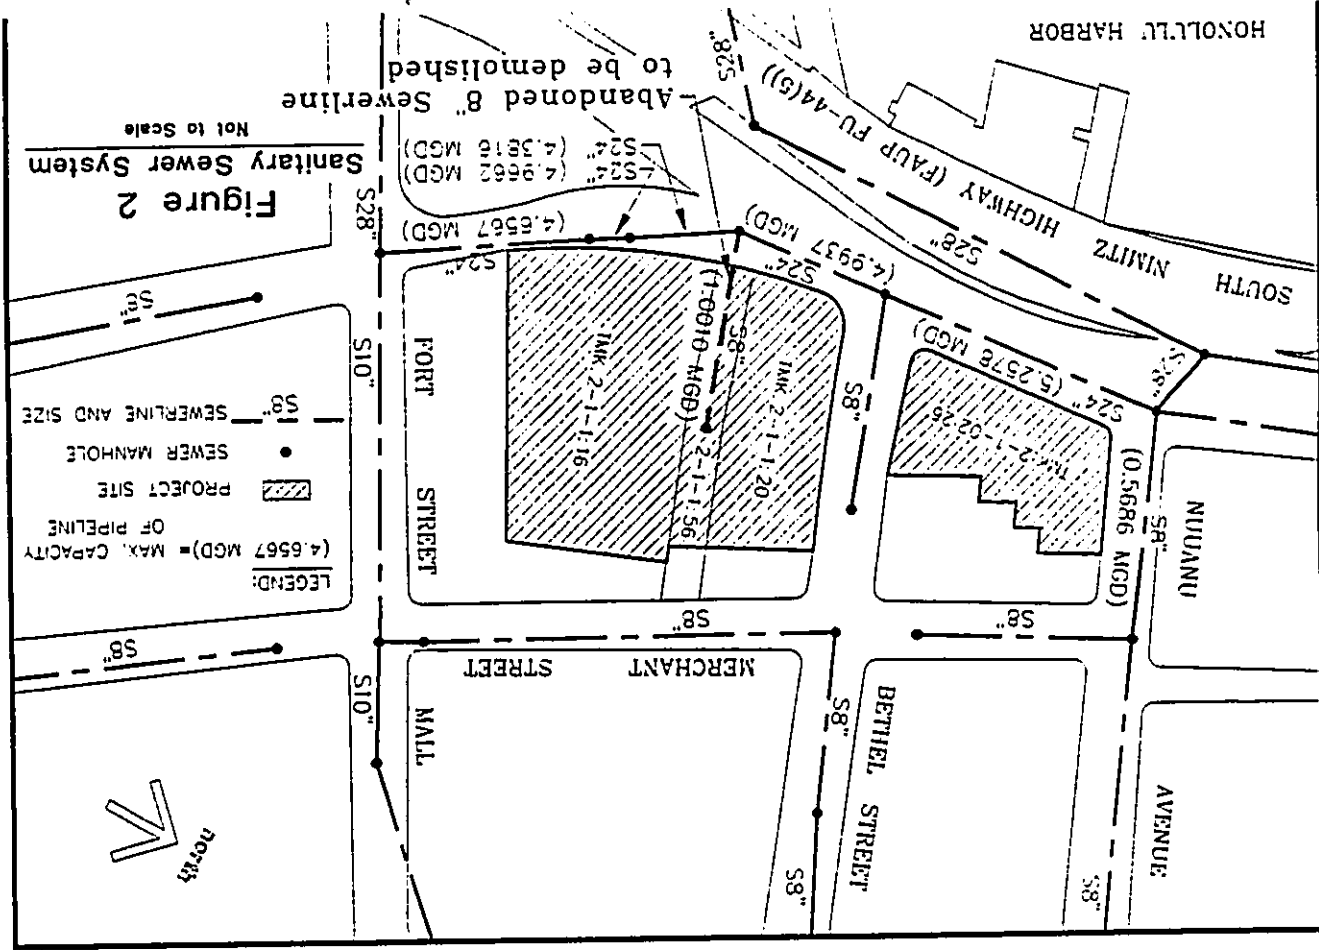 HONOLULU HARBOR
SOUTH NIMITZ HIGHWAY (FAUP FU-44(5))
S28"
S28"
S28"
Abandoned 8" Sewerline
to be demolished
S24" (4.3816 MGD)
S24" (4.9662 MGD)
Figure 2
Sanitary Sewer System
Not to Scale
S28"
S24"
(4.6567 MGD)
S24"
(4.9937 MGD)
S24"
(5.2578 MGD)
S8"
(1.0010 MGD)
TMK 2-1-1:16
2-1-1:56
TMK 2-1-1:20
TMK 2-1-02:26
S8"
S8"
(0.5686 MGD)
S8"
S10"
FORT
STREET
MALL
NUUANU
AVENUE
BETHEL STREET
MERCHANT STREET
S8"
S8"
S8"
S8"
S8"
S8"
S10"
LEGEND:
(4.6567 MGD)= MAX. CAPACITY
OF PIPELINE
PROJECT SITE
SEWER MANHOLE
S8" SEWERLINE AND SIZE
north